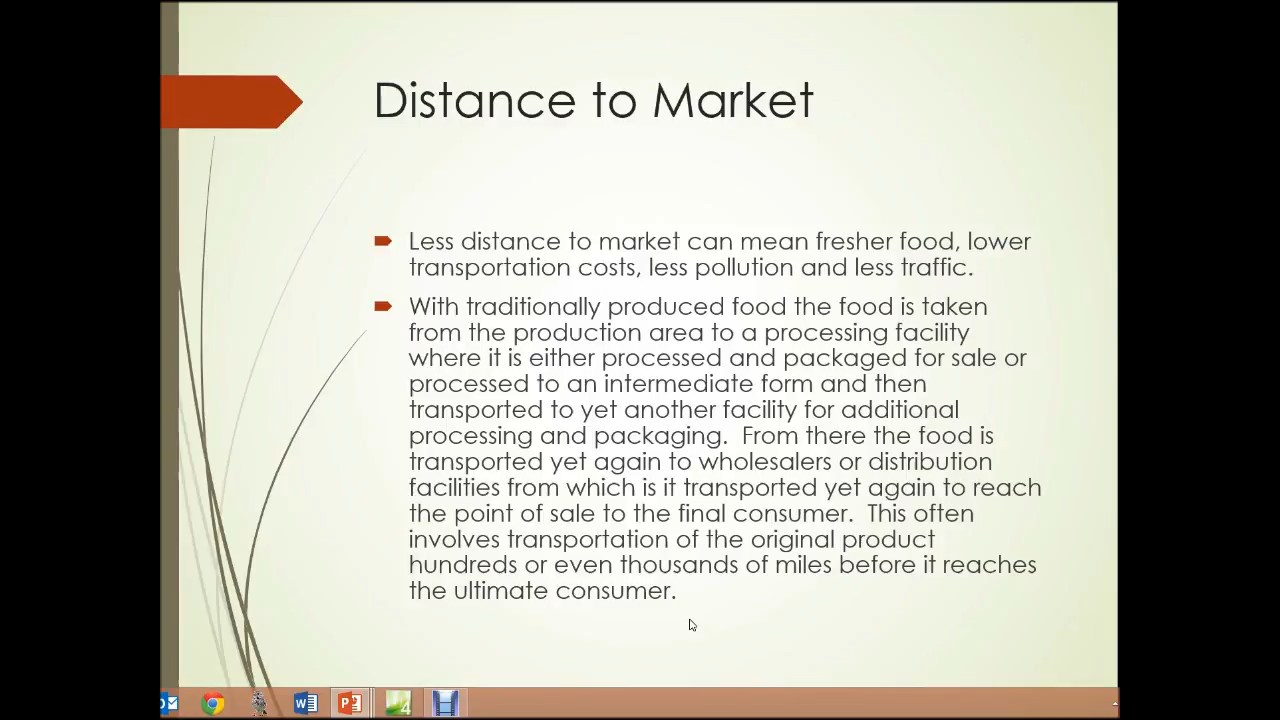 Distance to Market
Less distance to market can mean fresher food, lower
transportation costs, less pollution and less traffic.
With traditionally produced food the food is taken
from the production area to a processing facility
where it is either processed and packaged for sale or
processed to an intermediate form and then
transported to yet another facility for additional
processing and packaging.  From there the food is
transported yet again to wholesalers or distribution
facilities from which is it transported yet again to reach
the point of sale to the final consumer.  This often
involves transportation of the original product
hundreds or even thousands of miles before it reaches
the ultimate consumer.